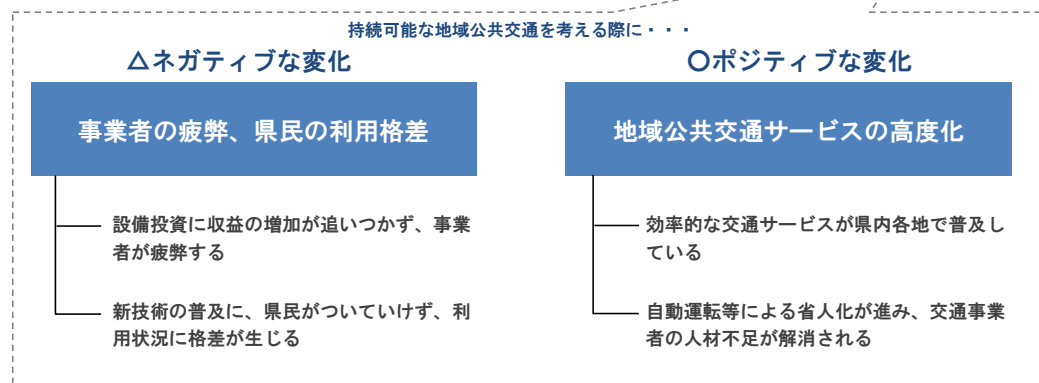 持続可能な地域公共交通を考える際に・・・
△ネガティブな変化
事業者の疲弊、県民の利用格差
設備投資に収益の増加が追いつかず、事業
者が疲弊する
新技術の普及に、県民がついていけず、利
用状況に格差が生じる
〇ポジティブな変化
地域公共交通サービスの高度化
効率的な交通サービスが県内各地で普及し
ている
自動運転等による省人化が進み、交通事業
者の人材不足が解消される